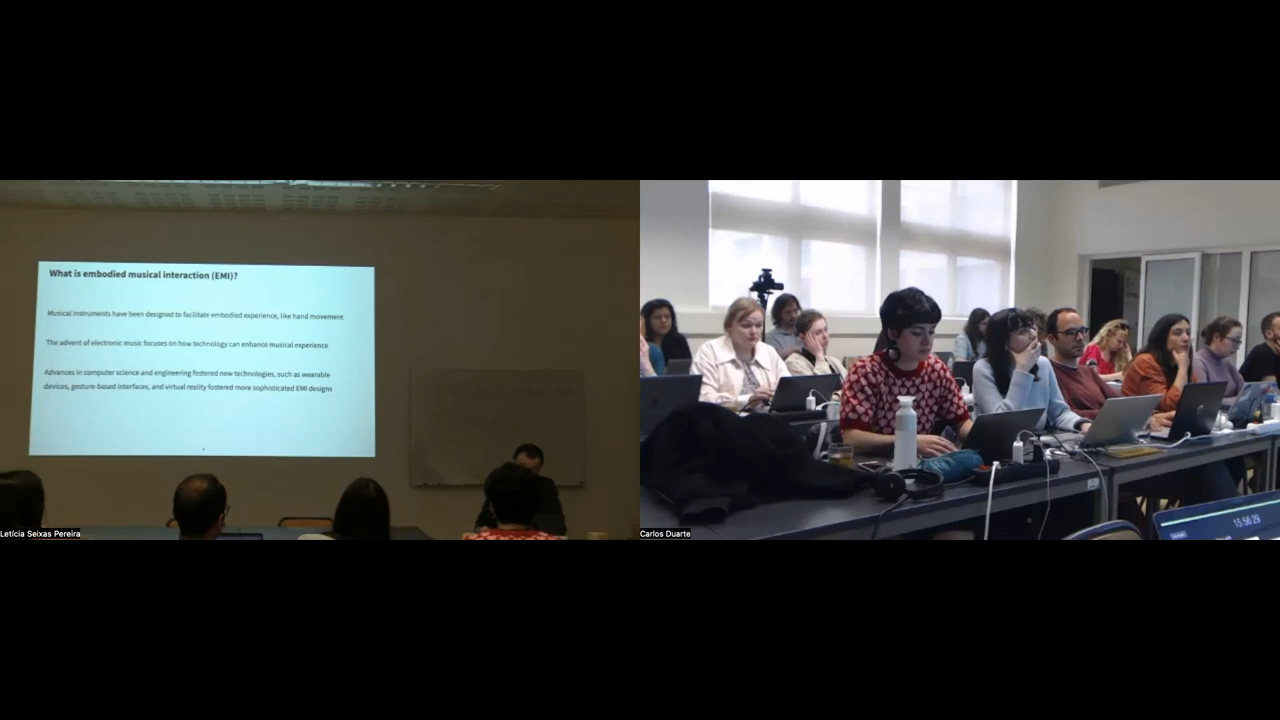 What is embodied musical interaction (EMI)?
Musical instruments have been designed to facilitate embodied experience, like hand movement
The advent of electronic music focuses on how technology can enhance musical experience
Advances in computer science and engineering fostered new technologies, such as wearable
devices, gesture-based interfaces, and virtual reality fostered more sophisticated EMI designs
Letícia Seixas Pereira
Carlos Duarte
15:56:29